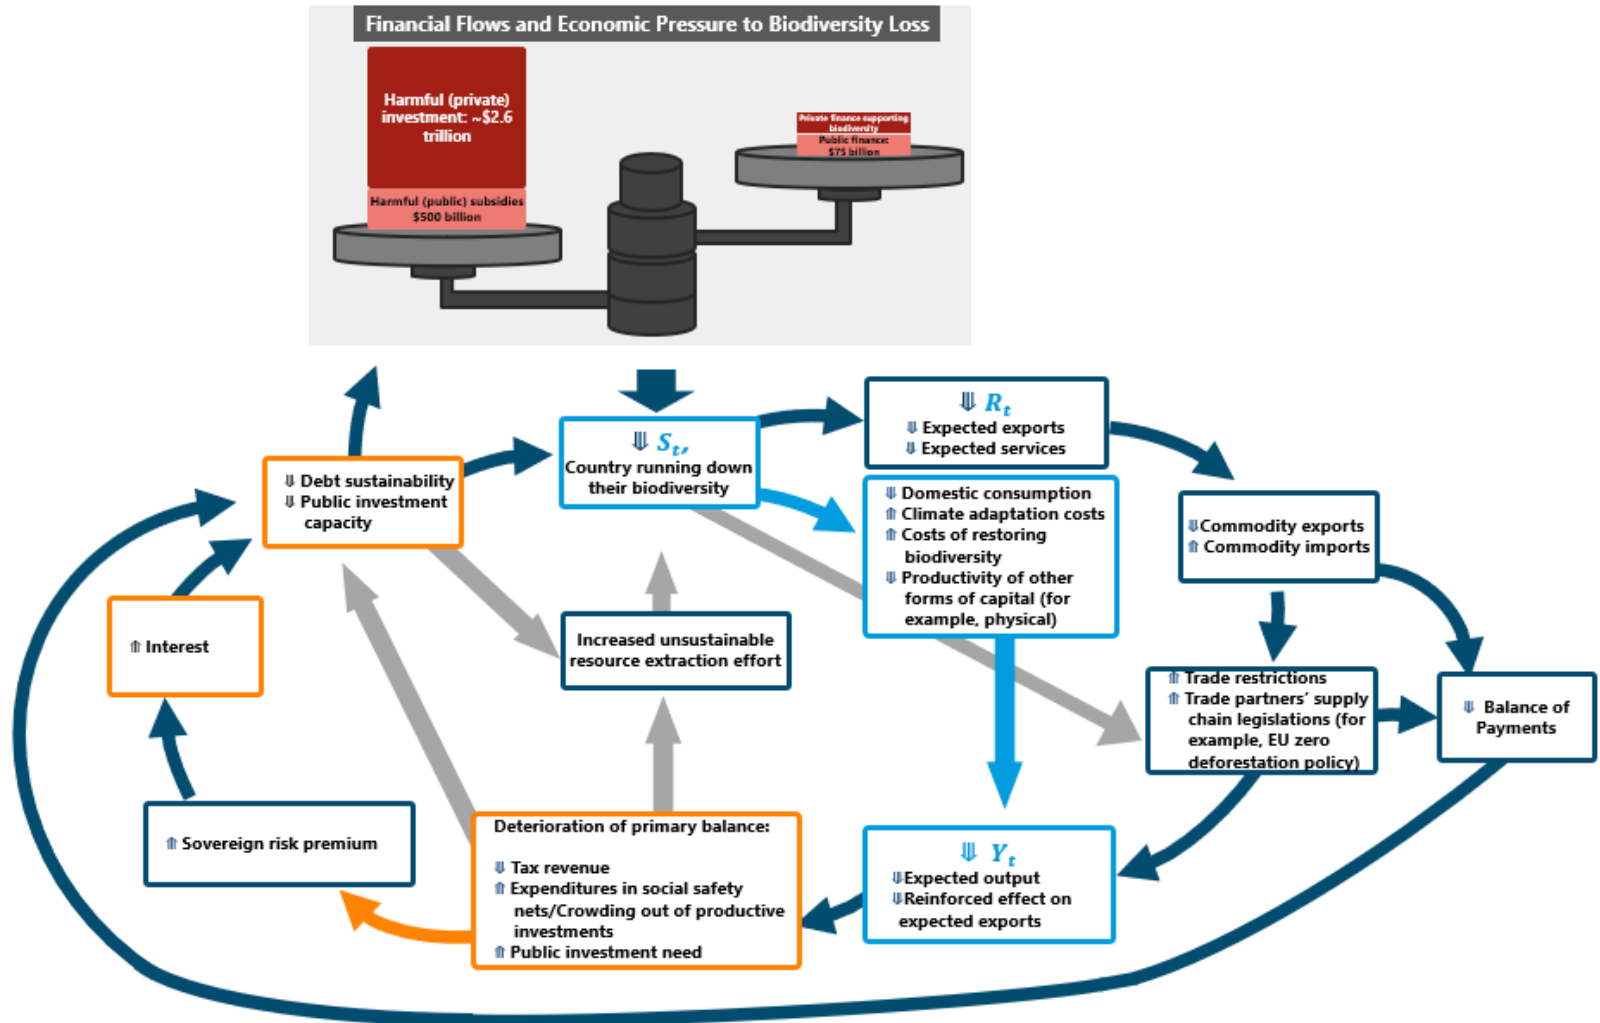 Financial Flows and Economic Pressure to Biodiversity Loss
Harmful (private)
investment: ~$2.6
trillion
Harmful (public) subsidies
$500 billion
Private finance supporting
biodiversity
Public finance:
$75 billion
⇓ Debt sustainability
⇓ Public investment
capacity
⇓ Sₜ,
Country running down
their biodiversity
⇓ Rₜ
⇓ Expected exports
⇓ Expected services
⇓ Domestic consumption
⇑ Climate adaptation costs
⇑ Costs of restoring
biodiversity
⇓ Productivity of other
forms of capital (for
example, physical)
⇓Commodity exports
⇑ Commodity imports
⇑ Interest
Increased unsustainable
resource extraction effort
⇑ Trade restrictions
⇑ Trade partners’ supply
chain legislations (for
example, EU zero
deforestation policy)
⇓ Balance of
Payments
⇑ Sovereign risk premium
Deterioration of primary balance:
⇓ Tax revenue
⇑ Expenditures in social safety
nets/Crowding out of productive
investments
⇑ Public investment need
⇓ Yₜ
⇓Expected output
⇓Reinforced effect on
expected exports